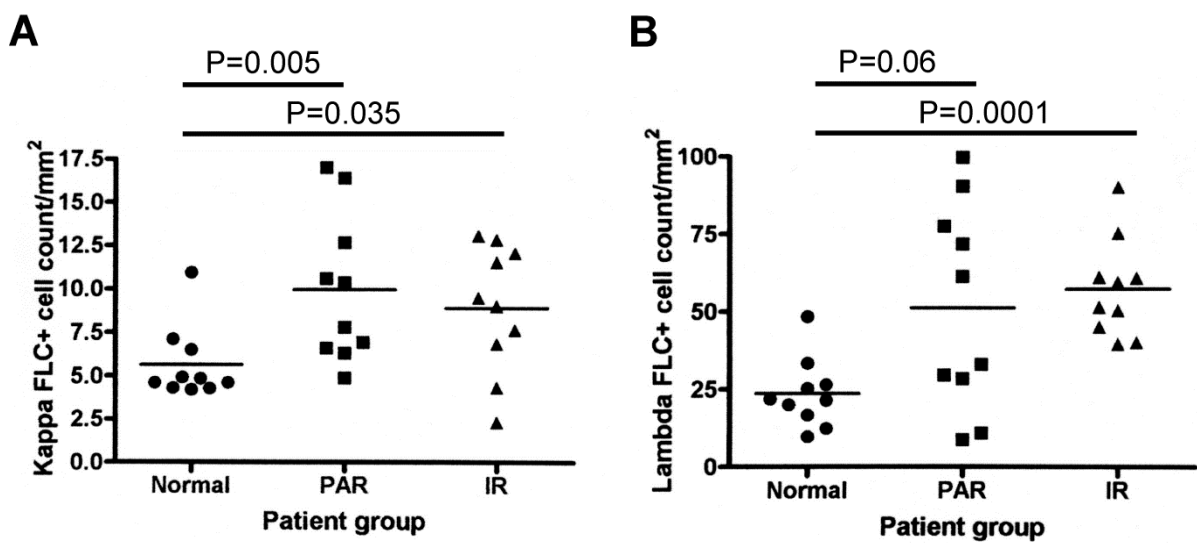 A
P=0.005
P=0.035
Kappa FLC+ cell count/mm²
17.5
15.0
12.5
10.0
7.5
5.0
2.5
0.0
Normal PAR IR
Patient group
B
P=0.06
P=0.0001
Lambda FLC+ cell count/mm²
100
75
50
25
0
Normal PAR IR
Patient group